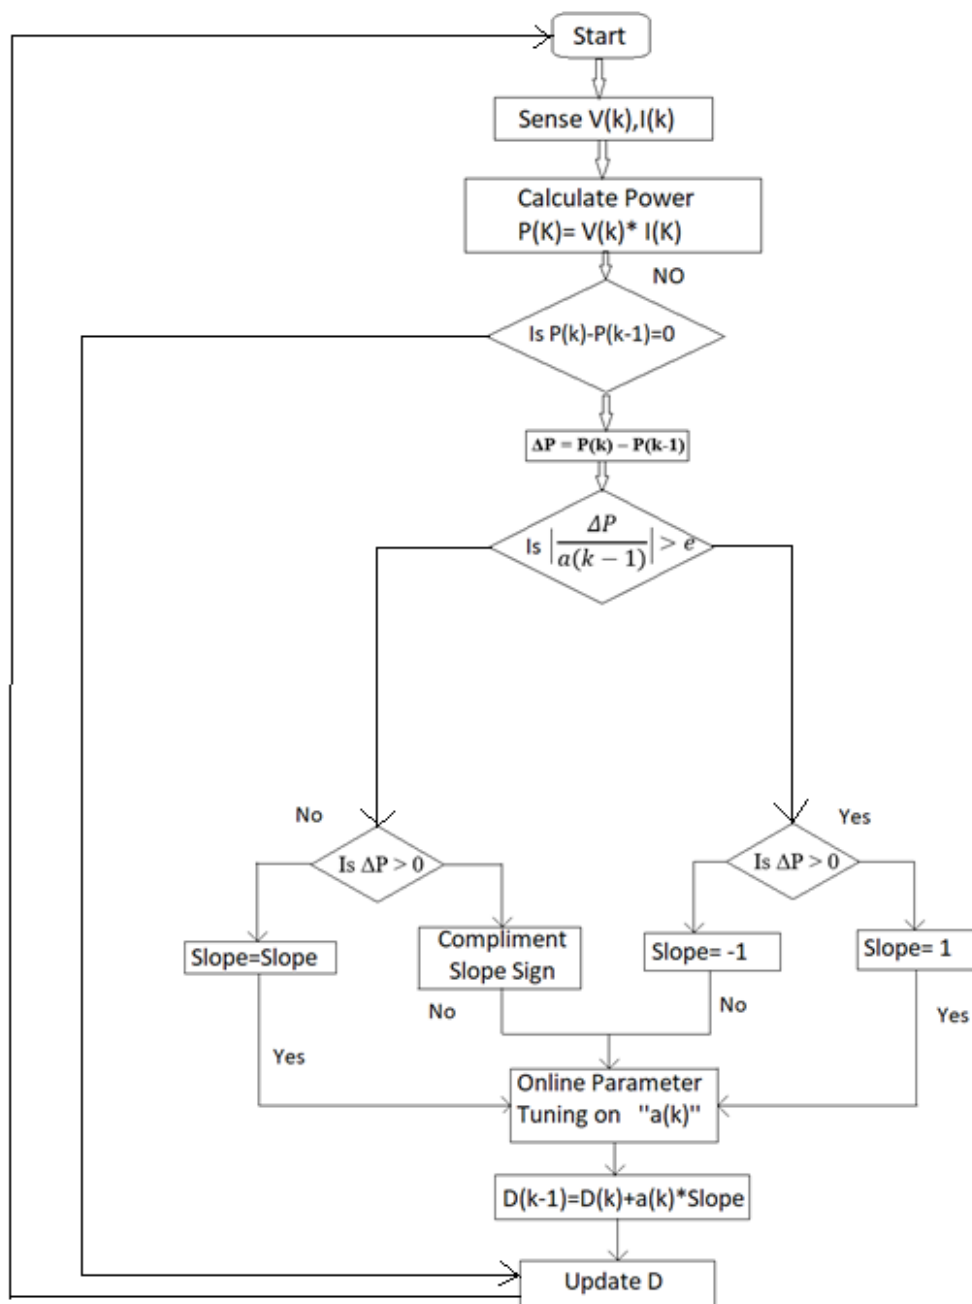 Start
Sense V(k),I(k)
Calculate Power
P(K)= V(k)* I(K)
NO
Is P(k)-P(k-1)=0
ΔP = P(k) – P(k-1)
Is |ΔP/a(k − 1)| > e
No
Yes
Is ΔP > 0
Is ΔP > 0
Slope=Slope
Compliment
Slope Sign
Slope= -1
Slope= 1
No
No
Yes
Yes
Online Parameter
Tuning on "a(k)"
D(k-1)=D(k)+a(k)*Slope
Update D